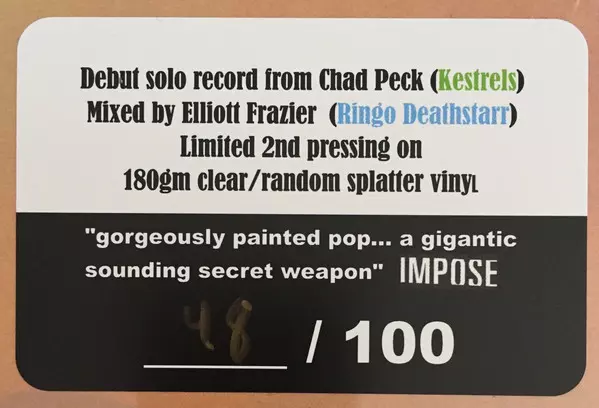 Debut solo record from Chad Peck (Kestrels)
Mixed by Elliott Frazier (Ringo Deathstarr)
Limited 2nd pressing on
180gm clear/random splatter vinyl
"gorgeously painted pop... a gigantic
sounding secret weapon" IMPOSE
48 / 100